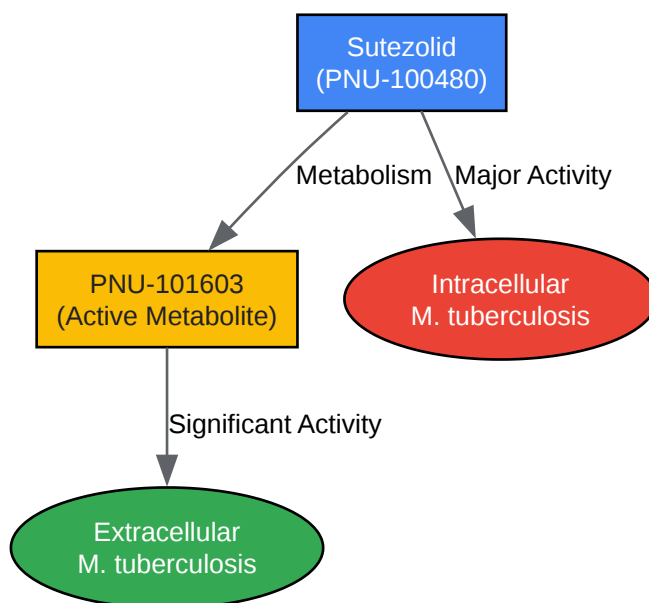 Sutezolid
(PNU-100480)
Metabolism
Major Activity
PNU-101603
(Active Metabolite)
Intracellular
M. tuberculosis
Significant Activity
Extracellular
M. tuberculosis